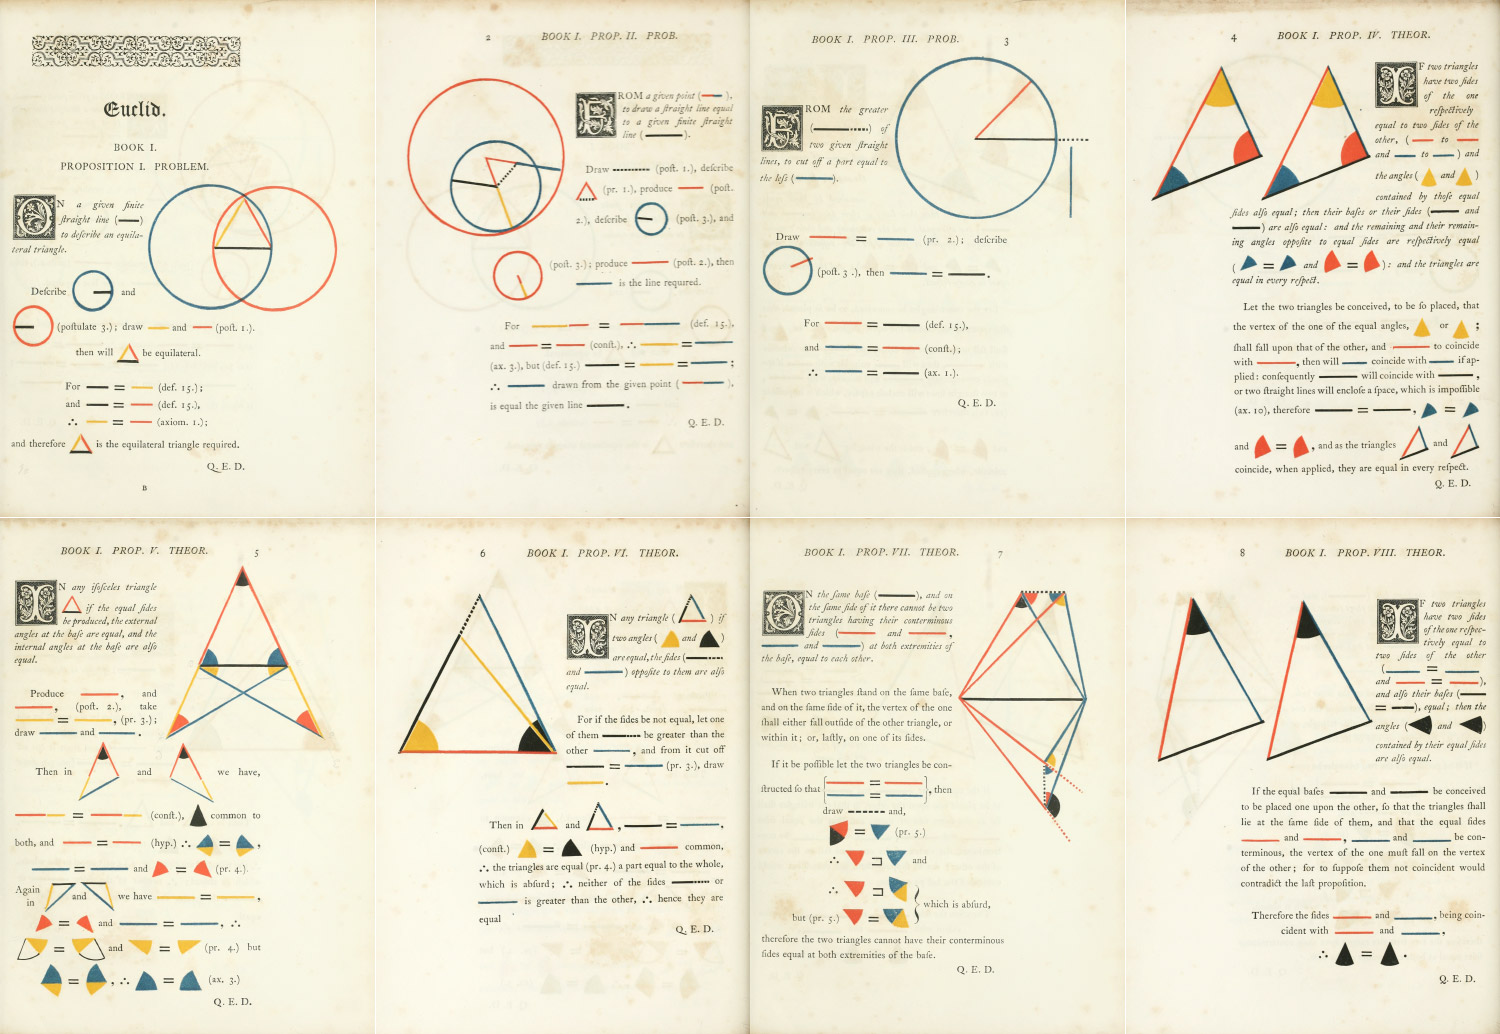 Euclid.
BOOK I.
PROPOSITION I. PROBLEM.
ON a given finite
ſtraight line ( )
to deſcribe an equila-
teral triangle.
Deſcribe and
(poſtulate 3.); draw and (poſt. 1.).
then will be equilateral.
For = (def. 15.);
and = (def. 15.),
∴ = (axiom. 1.);
and therefore is the equilateral triangle required.
Q. E. D.
B
2 BOOK I. PROP. II. PROB.
FROM a given point ( ),
to draw a ſtraight line equal
to a given finite ſtraight
line ( ).
Draw (poſt. 1.), deſcribe
(pr. 1.), produce (poſt.
2.), deſcribe (poſt. 3.), and
(poſt. 3.); produce (poſt. 2.), then
is the line required.
For = (def. 15.),
and = (conſt.), ∴ =
(ax. 3.), but (def. 15.) = = ;
∴ drawn from the given point ( ),
is equal the given line .
Q. E. D.
BOOK I. PROP. III. PROB. 3
FROM the greater
( ) of
two given ſtraight
lines, to cut off a part equal to
the leſs ( ).
Draw = (pr. 2.); deſcribe
(poſt. 3 .), then = .
For = (def. 15.),
and = (conſt.);
∴ = (ax. 1.).
Q. E. D.
4 BOOK I. PROP. IV. THEOR.
IF two triangles
have two ſides
of the one
reſpectively
equal to two ſides of the
other, ( to
and to ) and
the angles ( and )
contained by thoſe equal
ſides alſo equal; then their baſes or their ſides ( and
) are alſo equal: and the remaining and their remain-
ing angles oppoſite to equal ſides are reſpectively equal
( = and = ): and the triangles are
equal in every reſpect.
Let the two triangles be conceived, to be ſo placed, that
the vertex of the one of the equal angles, or ;
ſhall fall upon that of the other, and to coincide
with , then will coincide with if ap-
plied: conſequently will coincide with ,
or two ſtraight lines will encloſe a ſpace, which is impoſſible
(ax. 10), therefore = , =
and = , and as the triangles and
coincide, when applied, they are equal in every reſpect.
Q. E. D.
BOOK I. PROP. V. THEOR. 5
IN any iſoſceles triangle
if the equal ſides
be produced, the external
angles at the baſe are equal, and the
internal angles at the baſe are alſo
equal.
Produce , and
, (poſt. 2.), take
= , (pr. 3.);
draw and .
Then in and we have,
= (conſt.), common to
both, and = (hyp.) ∴ = ,
= and = (pr. 4.).
Again
in and we have = ,
= and = , ∴
= and = (pr. 4.) but
= , ∴ = (ax. 3.)
Q. E. D.
6 BOOK I. PROP. VI. THEOR.
IN any triangle ( ) if
two angles ( and )
are equal, the ſides (
and ) oppoſite to them are alſo
equal.
For if the ſides be not equal, let one
of them be greater than the
other , and from it cut off
= (pr. 3.), draw
.
Then in and , = ,
(conſt.) = (hyp.) and common,
∴ the triangles are equal (pr. 4.) a part equal to the whole,
which is abſurd; ∴ neither of the ſides or
is greater than the other, ∴ hence they are
equal
Q. E. D.
BOOK I. PROP. VII. THEOR. 7
ON the ſame baſe ( ), and on
the ſame ſide of it there cannot be two
triangles having their conterminous
ſides ( and ,
and ) at both extremities of
the baſe, equal to each other.
When two triangles ſtand on the ſame baſe,
and on the ſame ſide of it, the vertex of the one
ſhall either fall outſide of the other triangle, or
within it; or, laſtly, on one of its ſides.
If it be poſſible let the two triangles be con-
ſtructed ſo that { = = }, then
draw and,
= (pr. 5.)
∴ ⊐ and
∴ ⊐
but (pr. 5.) = } which is abſurd,
therefore the two triangles cannot have their conterminous
ſides equal at both extremities of the baſe.
Q. E. D.
8 BOOK I. PROP. VIII. THEOR.
IF two triangles
have two ſides
of the one reſpec-
tively equal to
two ſides of the other
( =
and = ),
and alſo their baſes (
= ), equal; then the
angles ( and )
contained by their equal ſides
are alſo equal.
If the equal baſes and be conceived
to be placed one upon the other, ſo that the triangles ſhall
lie at the ſame ſide of them, and that the equal ſides
and , and be con-
terminous, the vertex of the one muſt fall on the vertex
of the other; for to ſuppoſe them not coincident would
contradict the laſt propoſition.
Therefore the ſides and , being coin-
cident with and ,
∴ = .
Q. E. D.